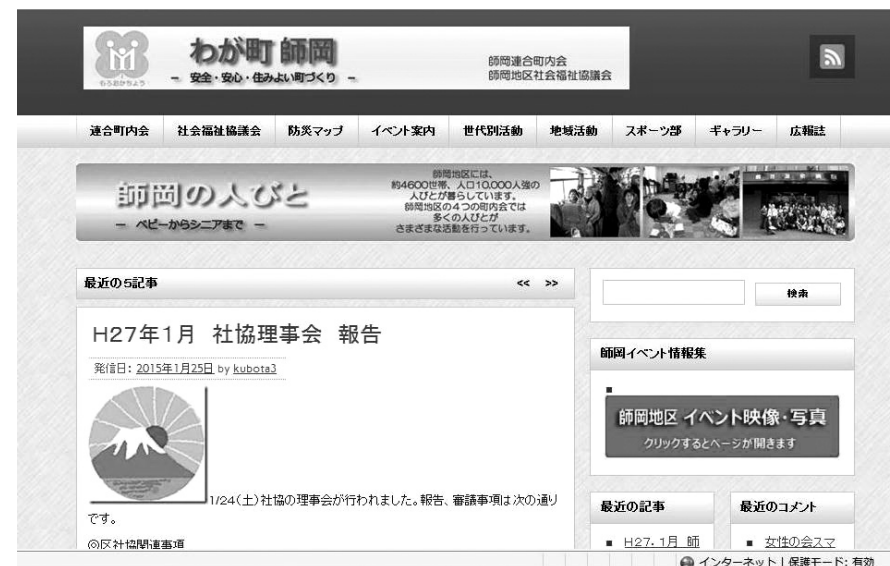 もろおかちょう
わが町 師岡
－ 安全・安心・住みよい町づくり －
師岡連合町内会
師岡地区社会福祉協議会
連合町内会 社会福祉協議会 防災マップ イベント案内 世代別活動 地域活動 スポーツ部 ギャラリー 広報誌
師岡の人びと
－ ベビーからシニアまで －
師岡地区には、
約4600世帯、人口10,000人強の
人びとが暮らしています。
師岡地区の４つの町内会では
多くの人びとが
さまざまな活動を行っています。
最近の5記事 << >>
H27年1月 社協理事会 報告
発信日: 2015年1月25日 by kubota3
1/24(土)社協の理事会が行われました。報告、審議事項は次の通り
です。
◎区社協関連事項
検索
師岡イベント情報集
師岡地区 イベント映像・写真
クリックするとページが開きます
最近の記事
H27.1月 師
最近のコメント
女性の会スマ
インターネット | 保護モード: 有効